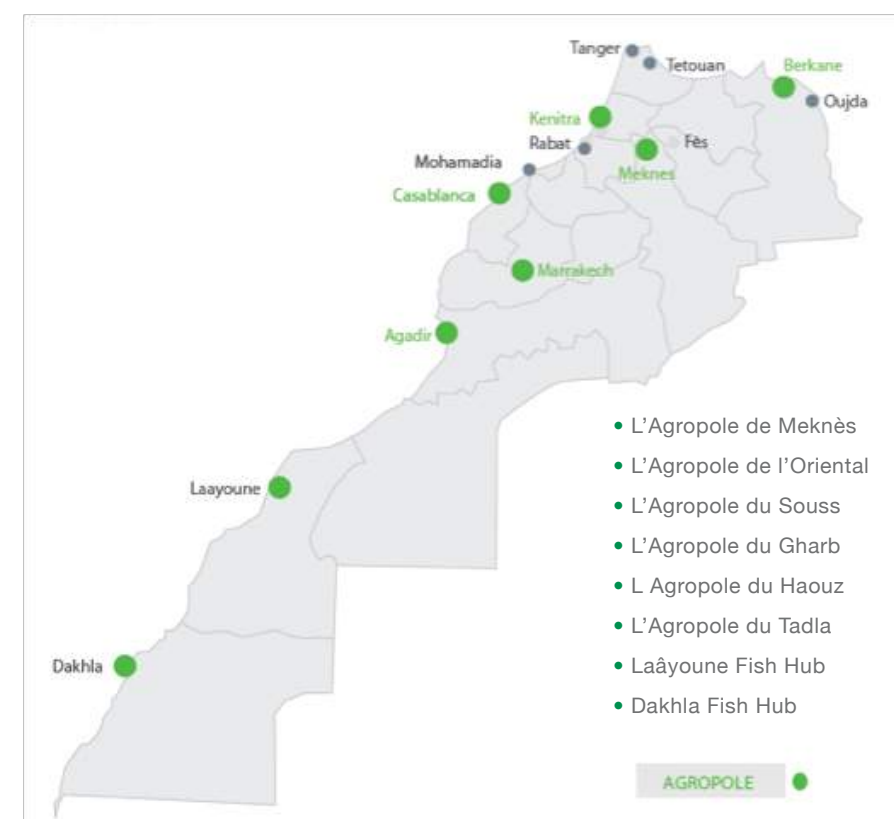 Tanger
Tetouan
Berkane
Oujda
Kenitra
Rabat
Fès
Mohamadia
Meknes
Casablanca
Marrakech
Agadir
Laayoune
Dakhla
• L'Agropole de Meknès
• L'Agropole de l'Oriental
• L'Agropole du Souss
• L'Agropole du Gharb
• L Agropole du Haouz
• L'Agropole du Tadla
• Laâyoune Fish Hub
• Dakhla Fish Hub
AGROPOLE